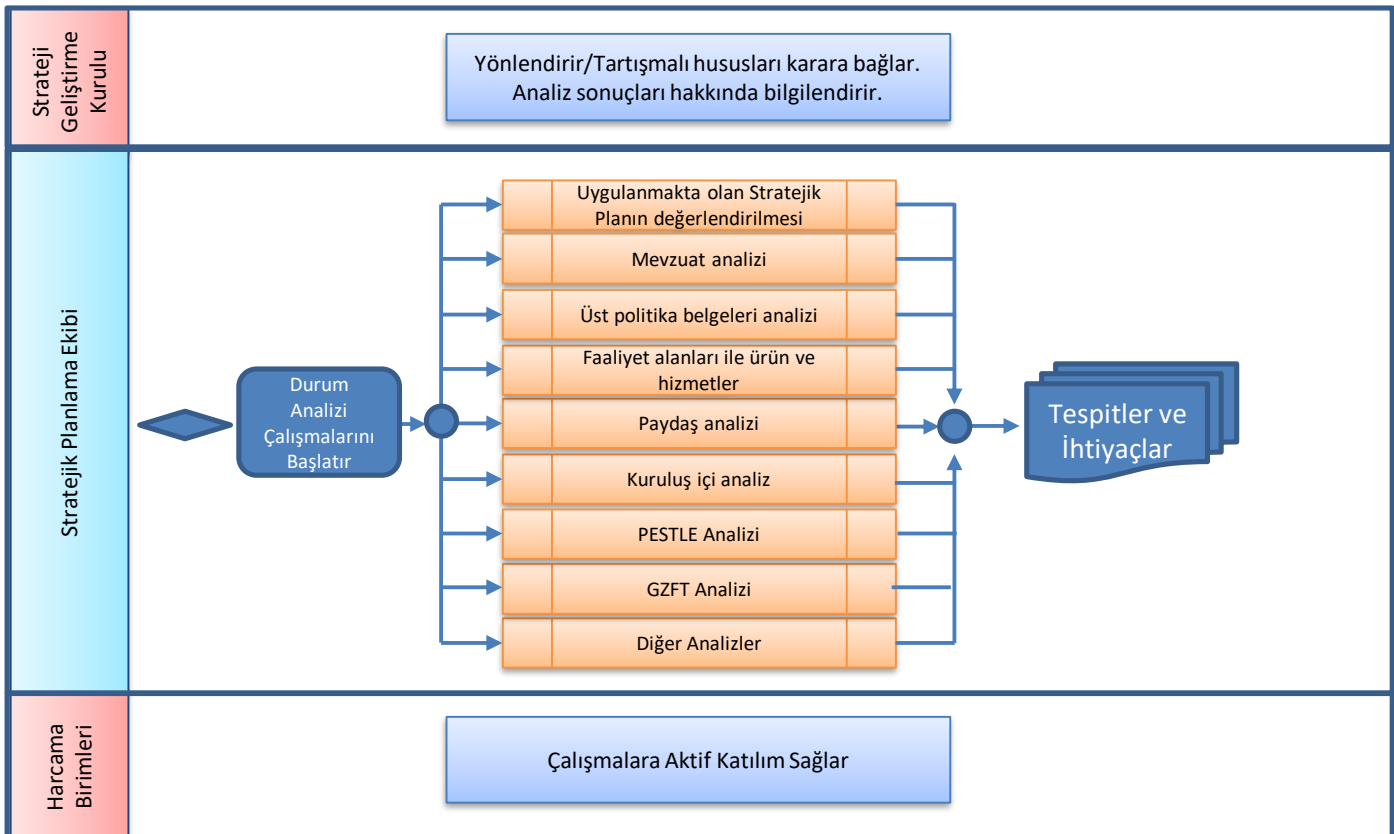 Strateji
Geliştirme
Kurulu
Yönlendirir/Tartışmalı hususları karara bağlar.
Analiz sonuçları hakkında bilgilendirir.
Stratejik Planlama Ekibi
Durum
Analizi
Çalışmalarını
Başlatır
Uygulanmakta olan Stratejik
Planın değerlendirilmesi
Mevzuat analizi
Üst politika belgeleri analizi
Faaliyet alanları ile ürün ve
hizmetler
Paydaş analizi
Kuruluş içi analiz
PESTLE Analizi
GZFT Analizi
Diğer Analizler
Tespitler ve
İhtiyaçlar
Harcama
Birimleri
Çalışmalara Aktif Katılım Sağlar